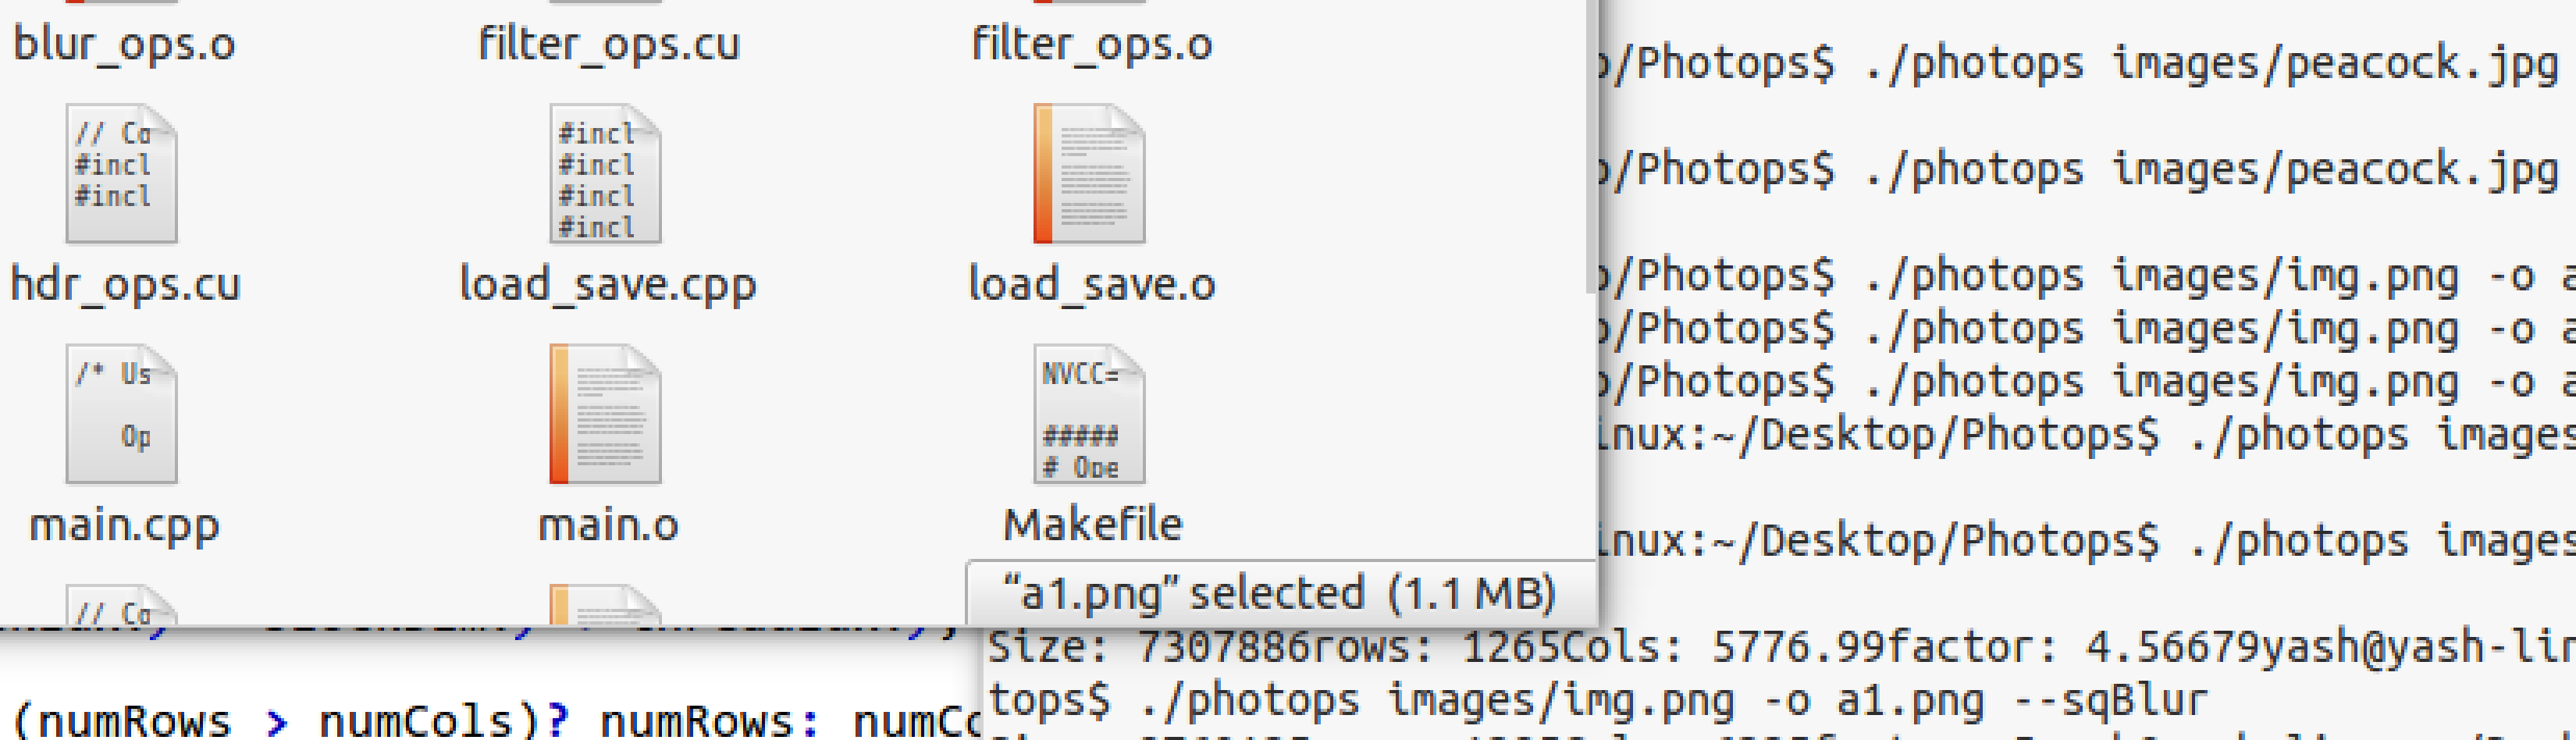 blur_ops.o filter_ops.cu filter_ops.o
// Co
#incl
#incl
#incl
#incl
#incl
#incl
hdr_ops.cu load_save.cpp load_save.o
/* Us
Op
NVCC=
#####
# Ope
main.cpp main.o Makefile
// Co
"a1.png" selected (1.1 MB)
(numRows > numCols)? numRows:
/Photops$ ./photops images/peacock.jpg
/Photops$ ./photops images/peacock.jpg
/Photops$ ./photops images/img.png -o
/Photops$ ./photops images/img.png -o
/Photops$ ./photops images/img.png -o
inux:~/Desktop/Photops$ ./photops images
inux:~/Desktop/Photops$ ./photops images
Size: 7307886rows: 1265Cols: 5776.99factor: 4.56679yash@yash-lin
tops$ ./photops images/img.png -o a1.png --sqBlur